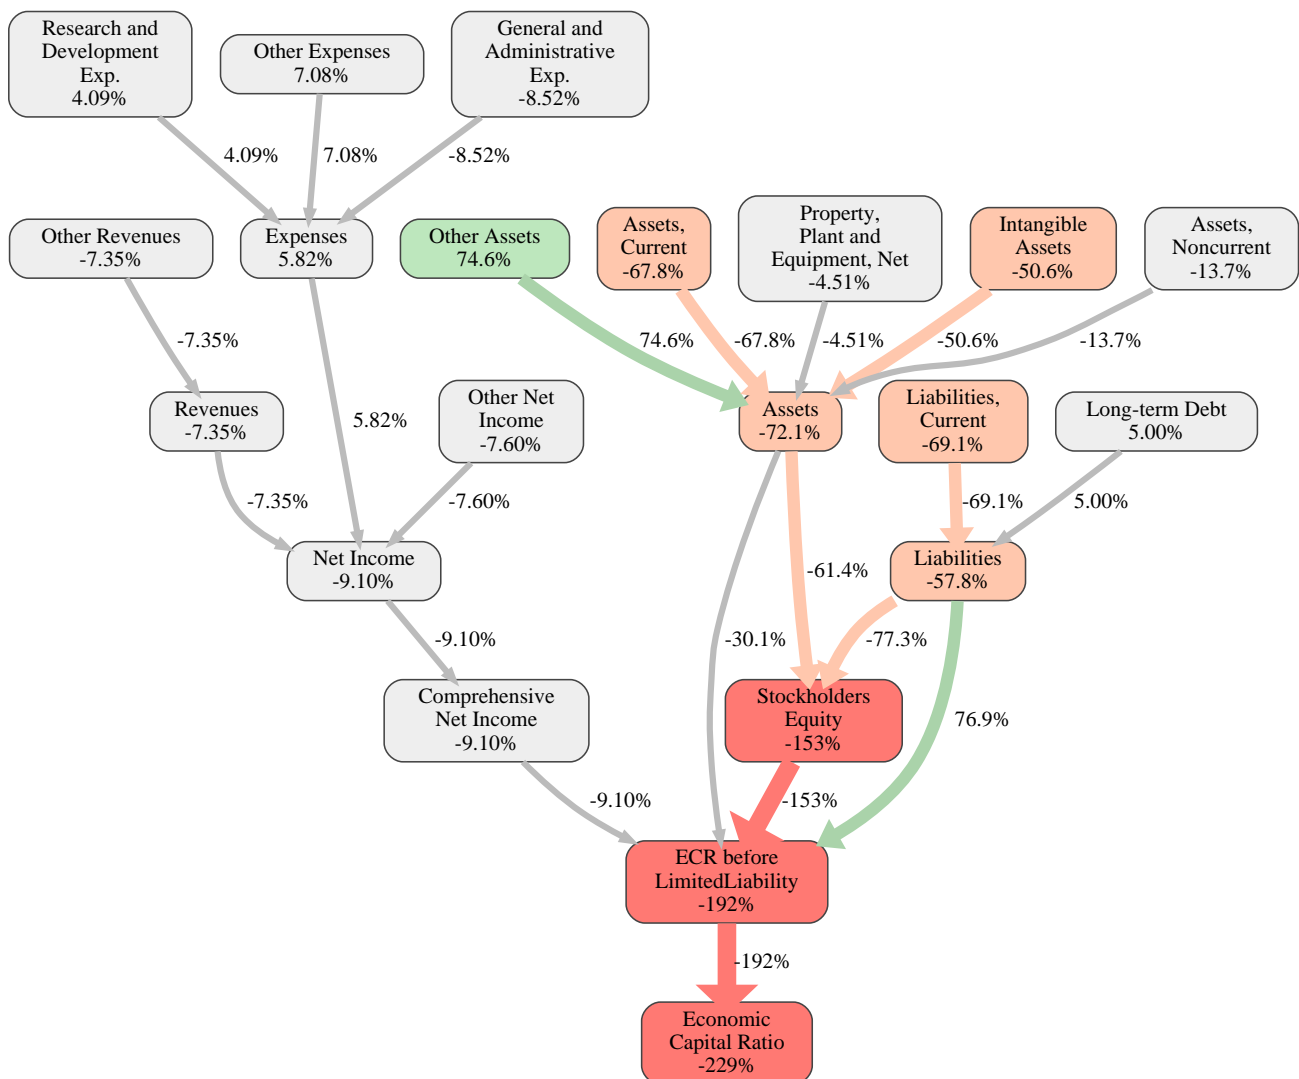 Research and
Development
Exp.
4.09%
Other Expenses
7.08%
General and
Administrative
Exp.
-8.52%
4.09%
7.08%
-8.52%
Other Revenues
-7.35%
Expenses
5.82%
Other Assets
74.6%
Assets,
Current
-67.8%
Property,
Plant and
Equipment, Net
-4.51%
Intangible
Assets
-50.6%
Assets,
Noncurrent
-13.7%
-7.35%
74.6%
-67.8%
-4.51%
-50.6%
-13.7%
Revenues
-7.35%
5.82%
Other Net
Income
-7.60%
Assets
-72.1%
Liabilities,
Current
-69.1%
Long-term Debt
5.00%
-7.35%
-7.60%
-69.1%
5.00%
Net Income
-9.10%
-61.4%
Liabilities
-57.8%
-9.10%
-30.1%
-77.3%
Comprehensive
Net Income
-9.10%
Stockholders
Equity
-153%
76.9%
-9.10%
-153%
ECR before
LimitedLiability
-192%
-192%
Economic
Capital Ratio
-229%